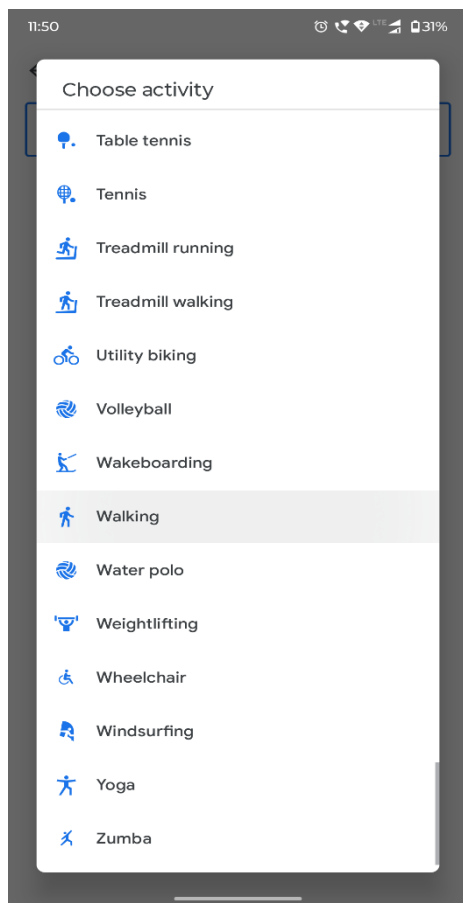 11:50
LTE
31%
Choose activity
Table tennis
Tennis
Treadmill running
Treadmill walking
Utility biking
Volleyball
Wakeboarding
Walking
Water polo
Weightlifting
Wheelchair
Windsurfing
Yoga
Zumba